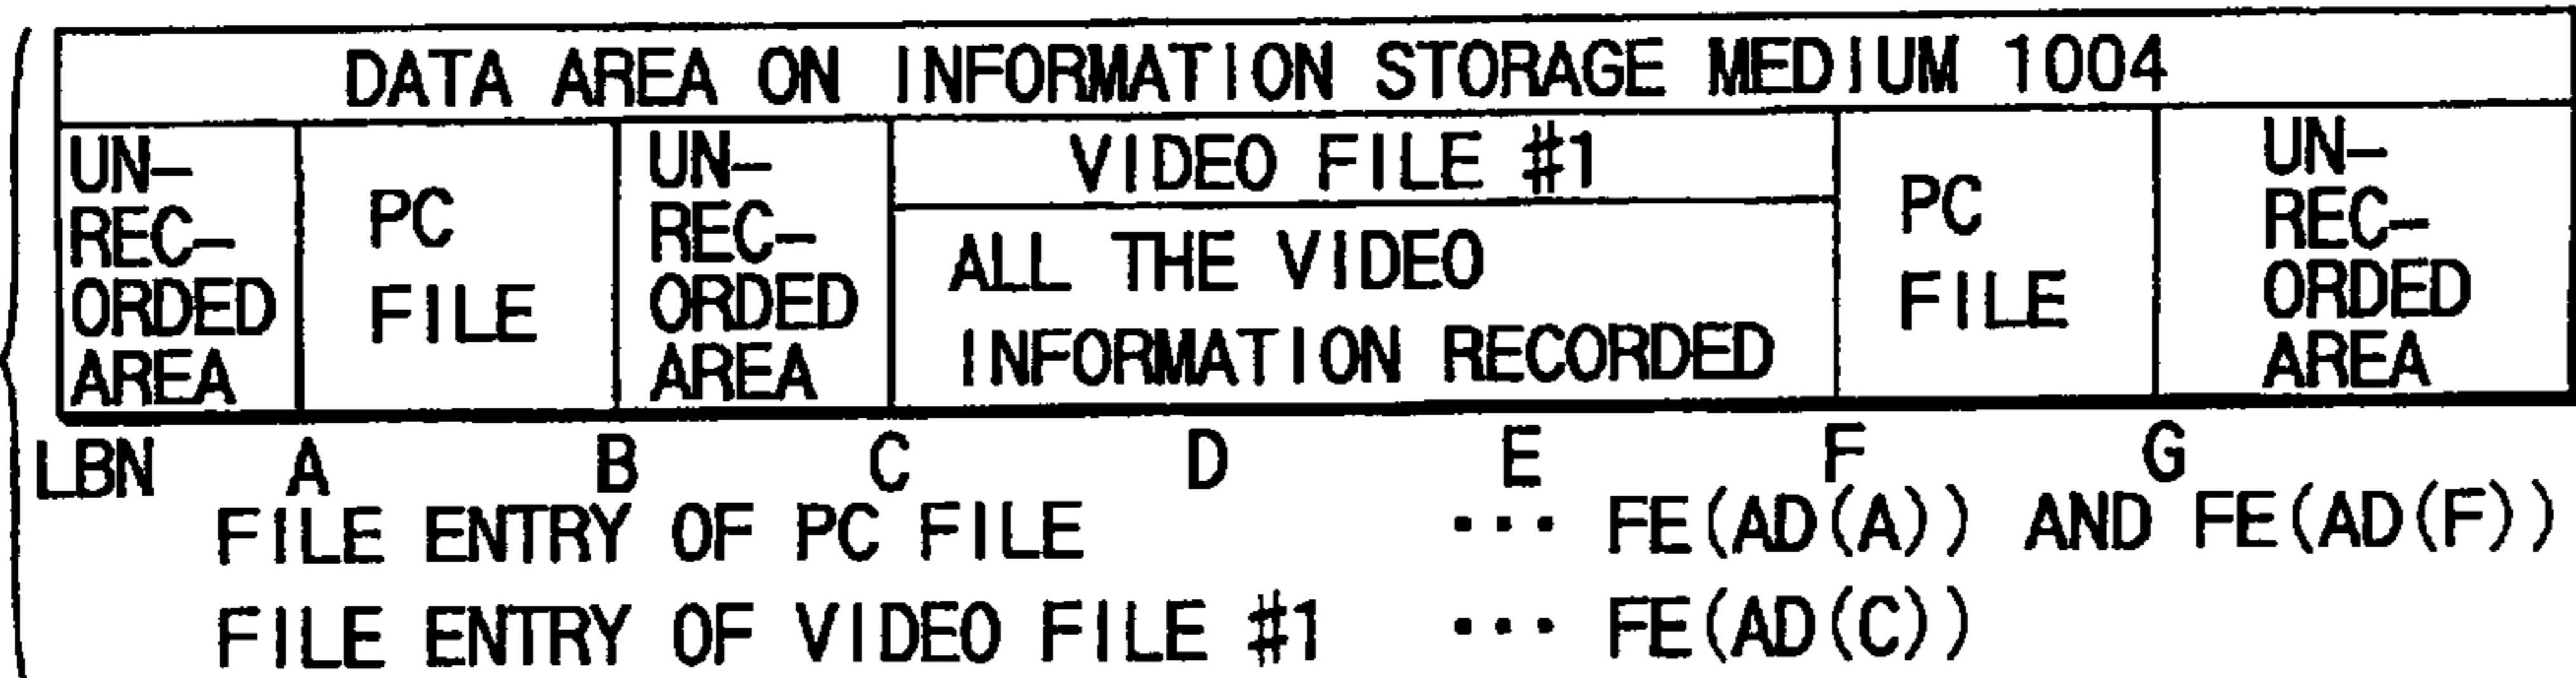 DATA AREA ON INFORMATION STORAGE MEDIUM 1004
UN-
REC-
ORDED
AREA
PC
FILE
UN-
REC-
ORDED
AREA
VIDEO FILE #1
ALL THE VIDEO
INFORMATION RECORDED
PC
FILE
UN-
REC-
ORDED
AREA
LBN A B C D E F G
FILE ENTRY OF PC FILE ··· FE(AD(A)) AND FE(AD(F))
FILE ENTRY OF VIDEO FILE #1 ··· FE(AD(C))